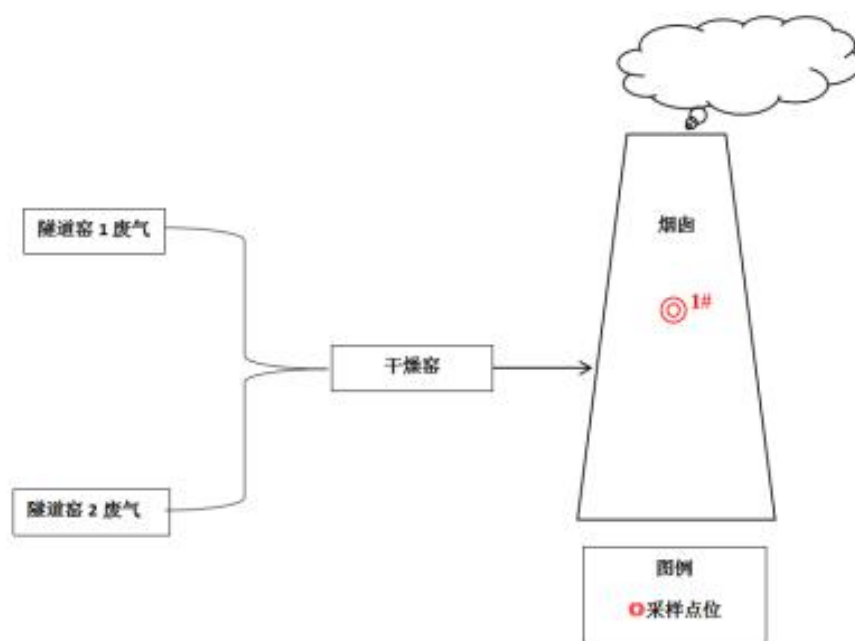 烟囱
隧道窑 1 废气
1#
干燥窑
隧道窑 2 废气
图例
采样点位